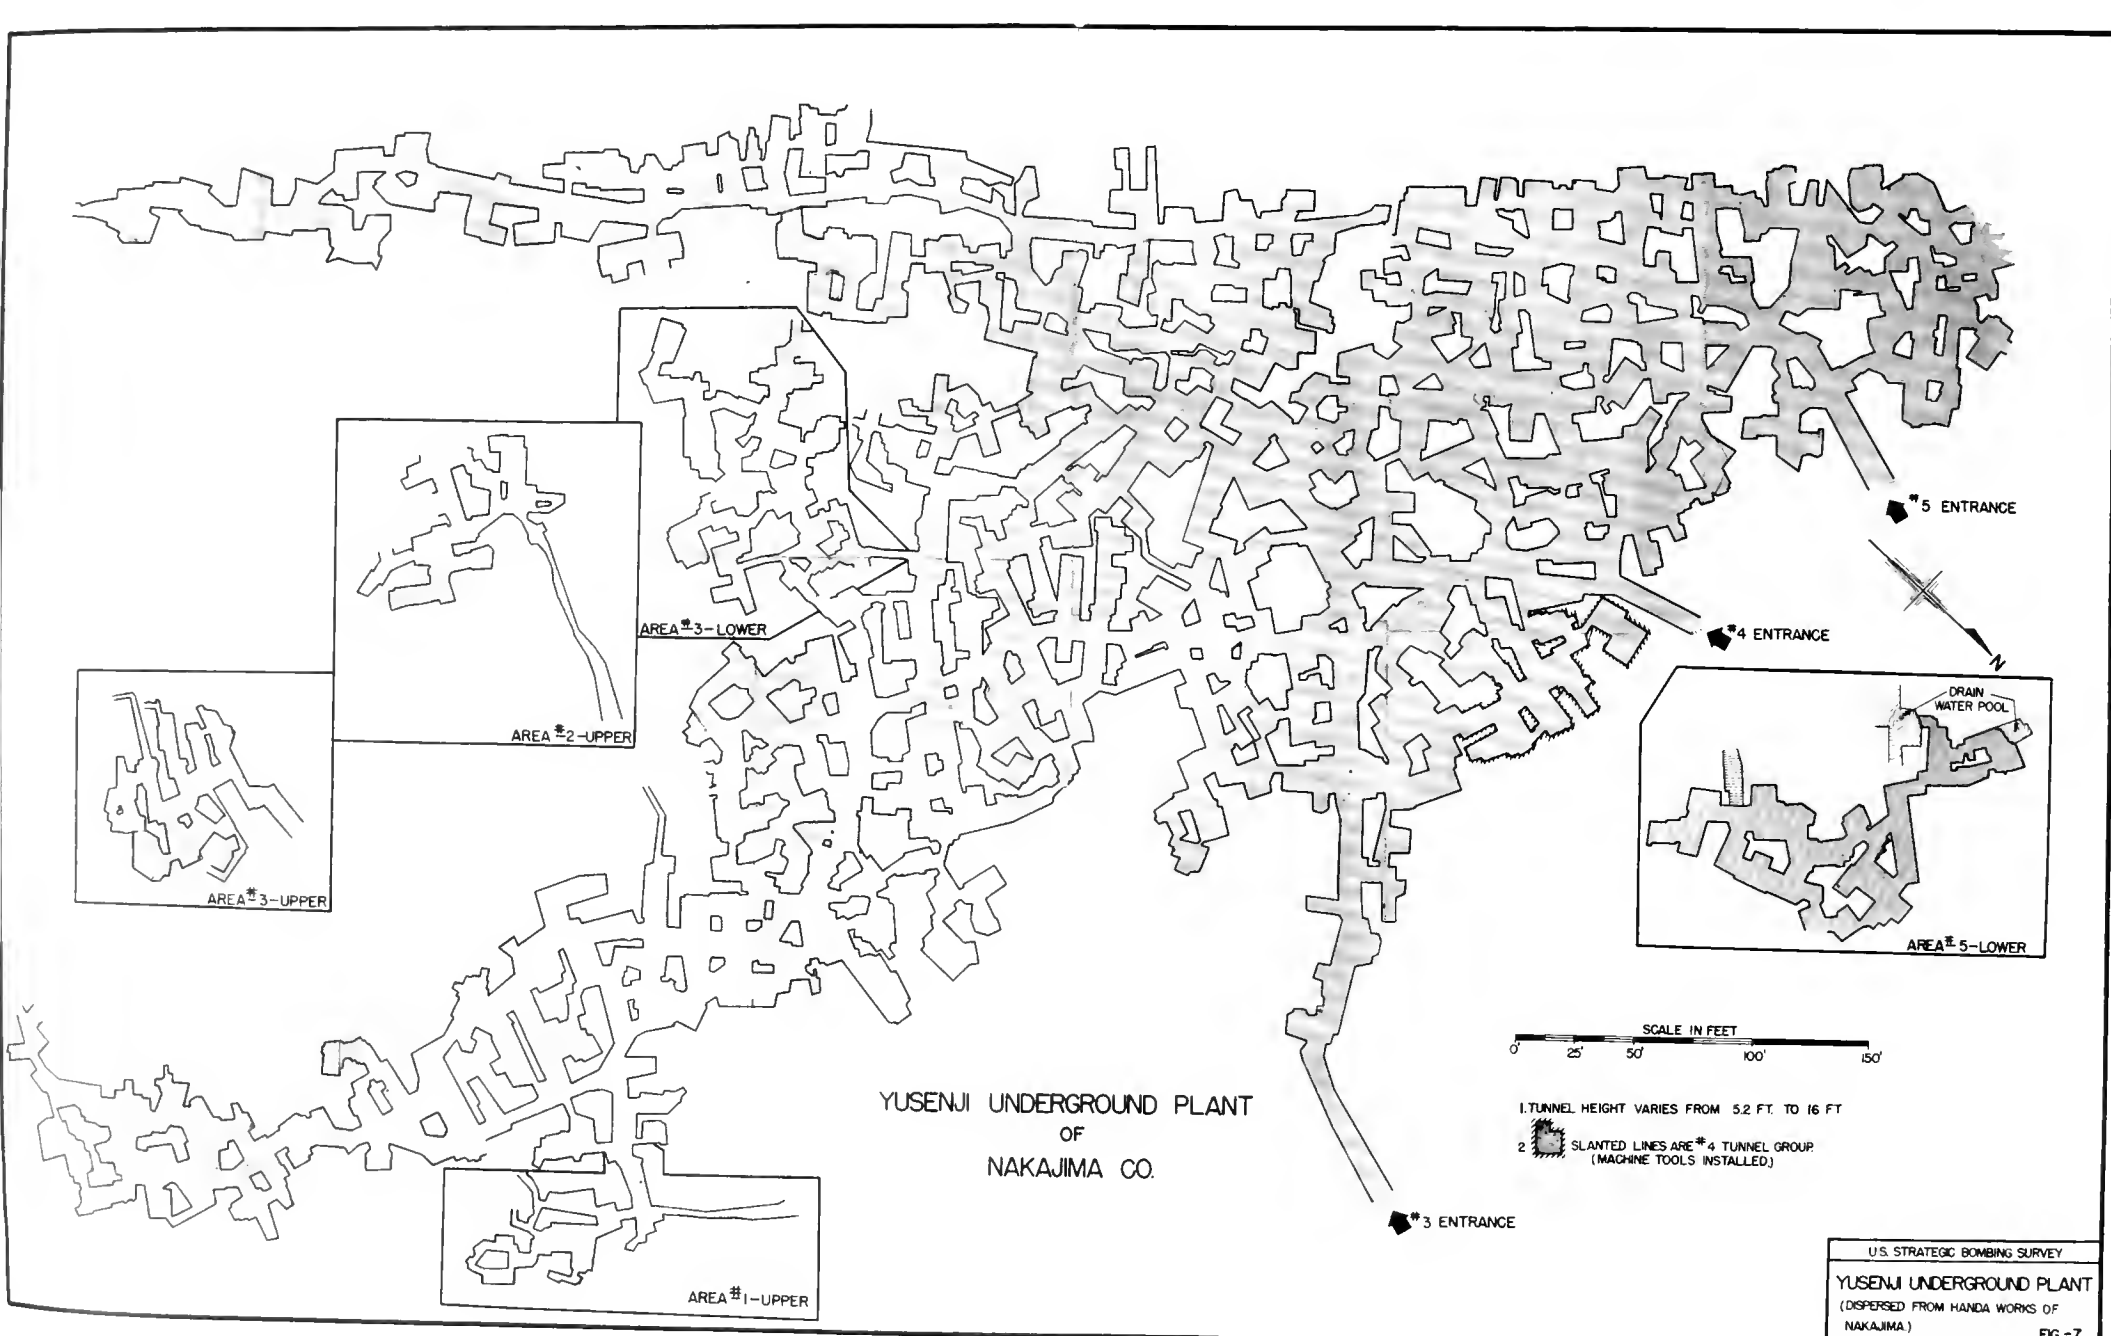 #5 ENTRANCE
#4 ENTRANCE
N
AREA #3-LOWER
DRAIN
WATER POOL
AREA #2-UPPER
AREA #3-UPPER
AREA #5-LOWER
SCALE IN FEET
0' 25' 50' 100' 150'
YUSENJI UNDERGROUND PLANT
OF
NAKAJIMA CO.
1. TUNNEL HEIGHT VARIES FROM 5.2 FT. TO 16 FT
2 SLANTED LINES ARE #4 TUNNEL GROUP.
(MACHINE TOOLS INSTALLED.)
#3 ENTRANCE
AREA #1-UPPER
U.S. STRATEGIC BOMBING SURVEY
YUSENJI UNDERGROUND PLANT
(DISPERSED FROM HANDA WORKS OF
NAKAJIMA.)
FIG.-7